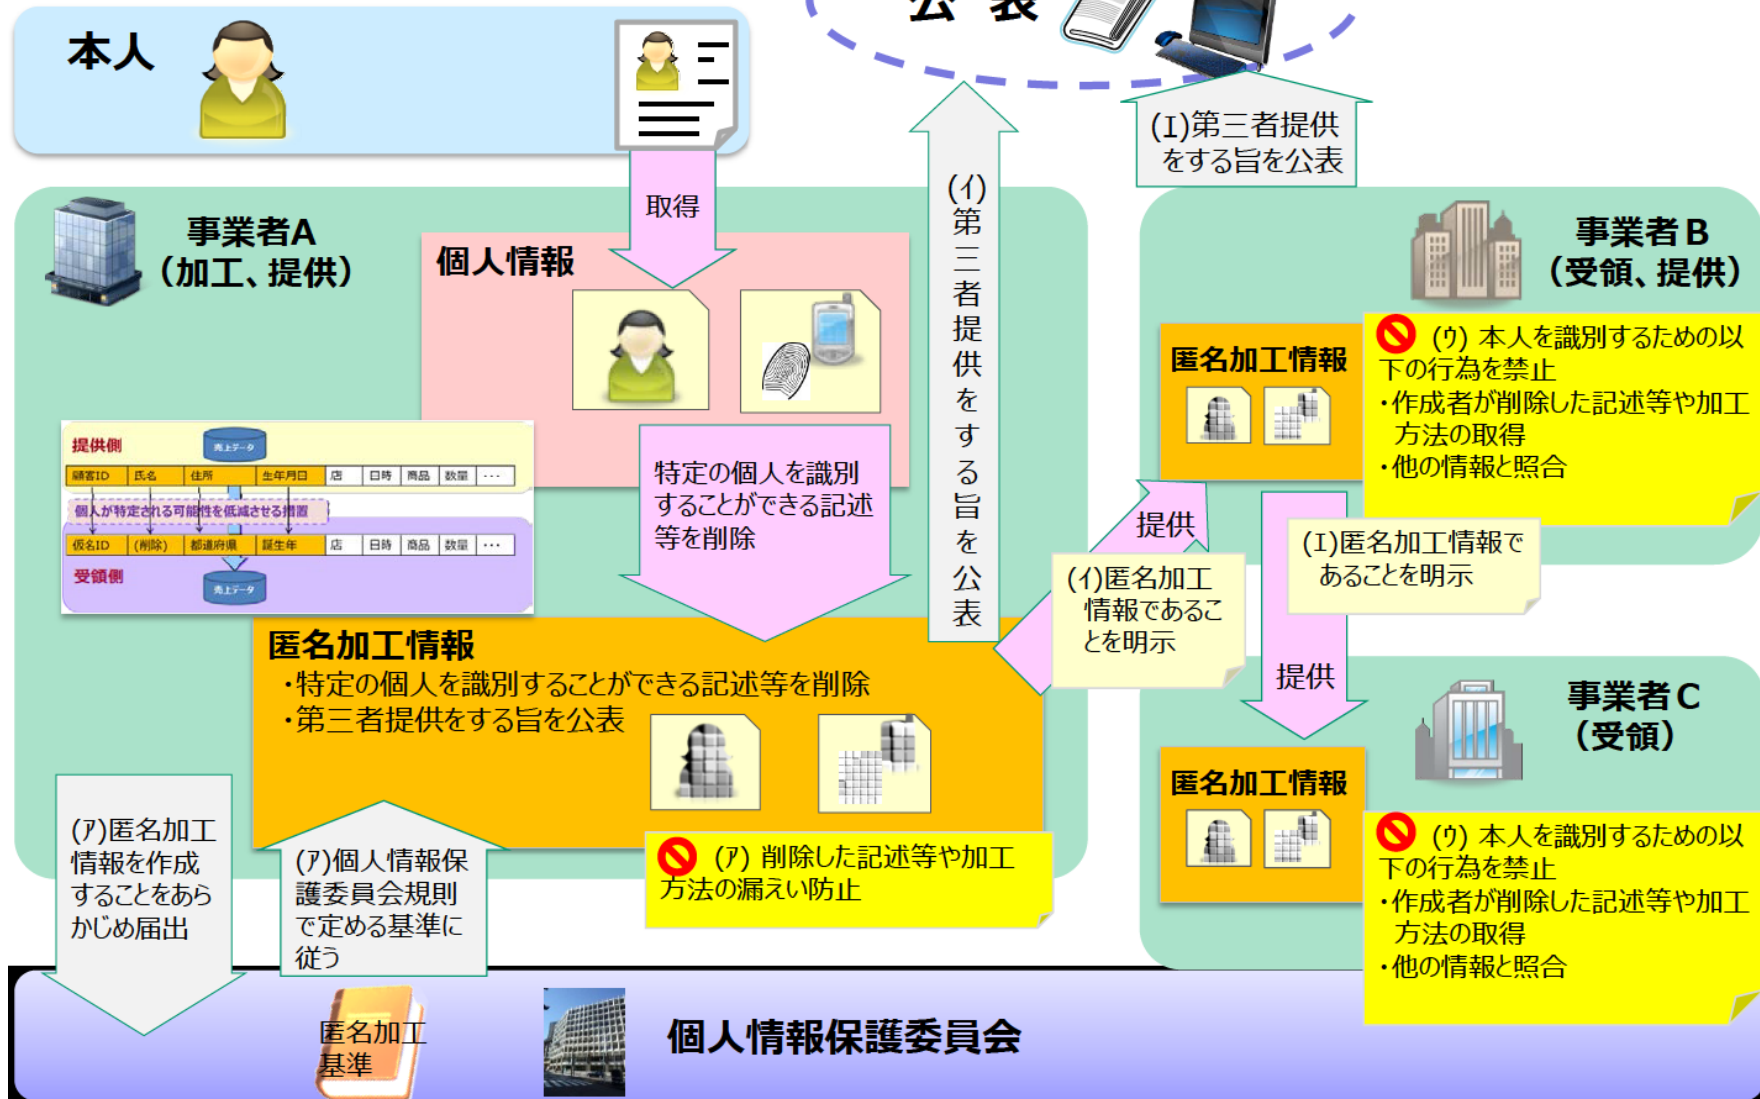 公 表
本人
(エ)第三者提供
をする旨を公表
取得
(イ)第三者提供をする旨を公表
事業者A
(加工、提供)
個人情報
事業者B
(受領、提供)
匿名加工情報
(ウ) 本人を識別するための以
下の行為を禁止
・作成者が削除した記述等や加工
方法の取得
・他の情報と照合
提供側
売上データ
顧客ID 氏名 住所 生年月日 店 日時 商品 数量 ・・・
個人が特定される可能性を低減させる措置
仮名ID (削除) 都道府県 誕生年 店 日時 商品 数量 ・・・
受領側
売上データ
特定の個人を識別
することができる記述
等を削除
提供
(イ)匿名加工
情報であるこ
とを明示
(エ)匿名加工情報で
あることを明示
提供
匿名加工情報
・特定の個人を識別することができる記述等を削除
・第三者提供をする旨を公表
事業者C
(受領)
匿名加工情報
(ウ) 本人を識別するための以
下の行為を禁止
・作成者が削除した記述等や加工
方法の取得
・他の情報と照合
(ア)匿名加工
情報を作成
することをあら
かじめ届出
(ア)個人情報保
護委員会規則
で定める基準に
従う
(ア) 削除した記述等や加工
方法の漏えい防止
匿名加工
基準
個人情報保護委員会